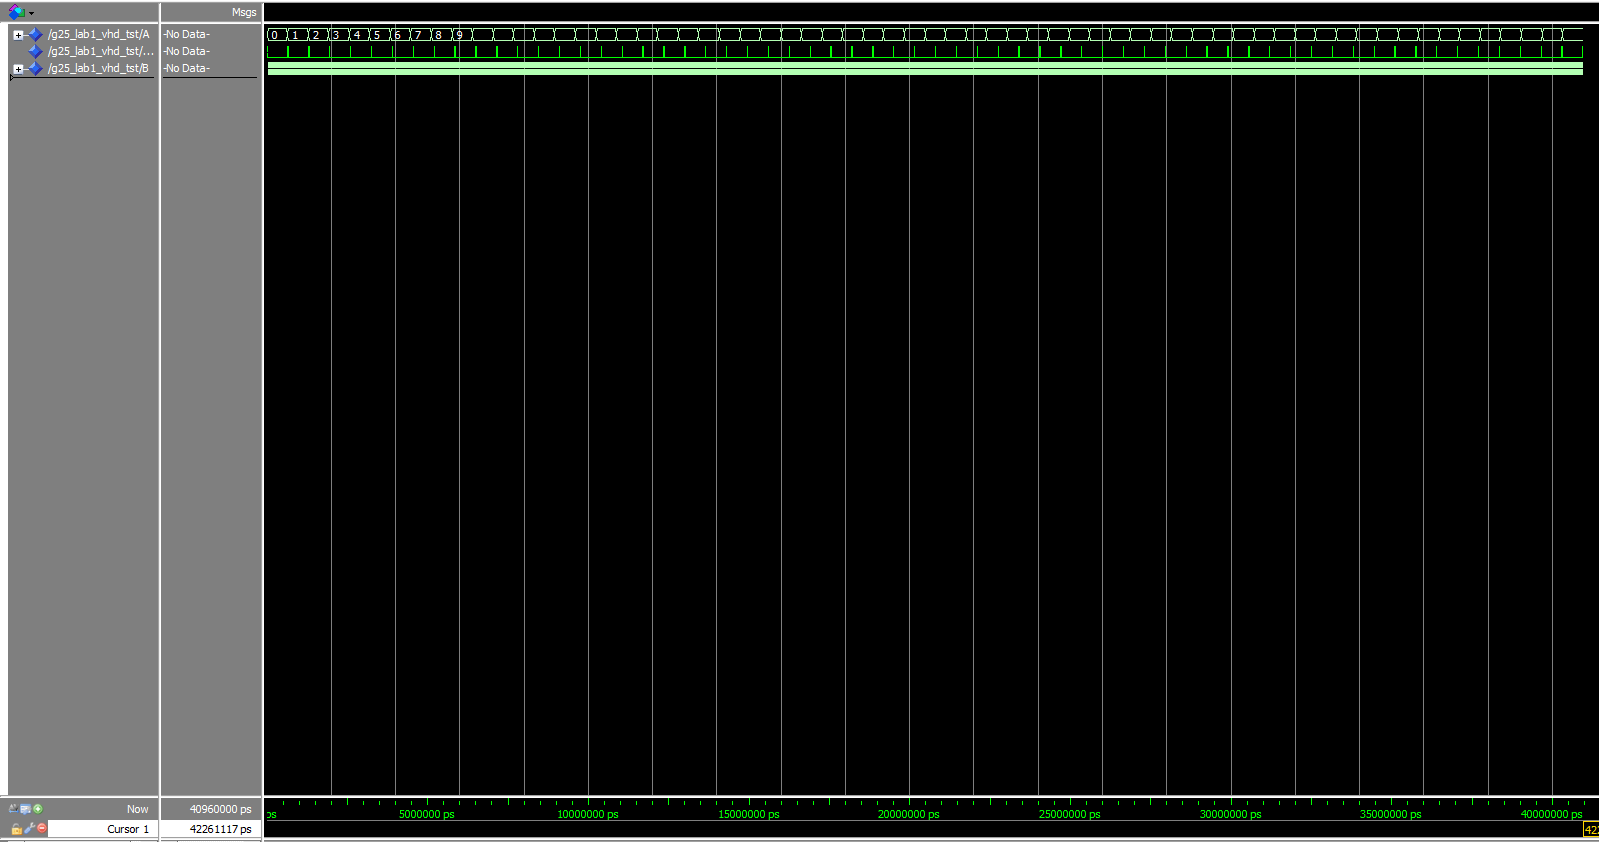 Msgs
/g25_lab1_vhd_tst/A -No Data- 0 1 2 3 4 5 6 7 8 9
/g25_lab1_vhd_tst/... -No Data-
/g25_lab1_vhd_tst/B -No Data-
Now 40960000 ps ps 5000000 ps 10000000 ps 15000000 ps 20000000 ps 25000000 ps 30000000 ps 35000000 ps 40000000 ps
Cursor 1 42261117 ps 422